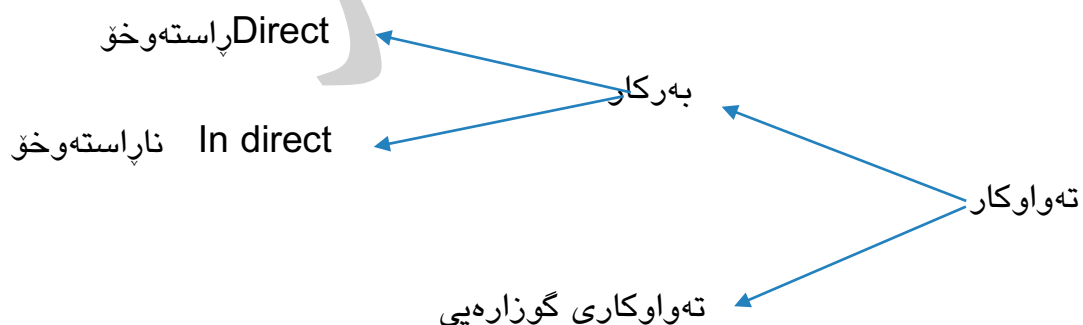 Directڕاستەوخۆ
بەرکار
In direct ناڕاستەوخۆ
تەواوکار
تەواوکاری گوزارەیی